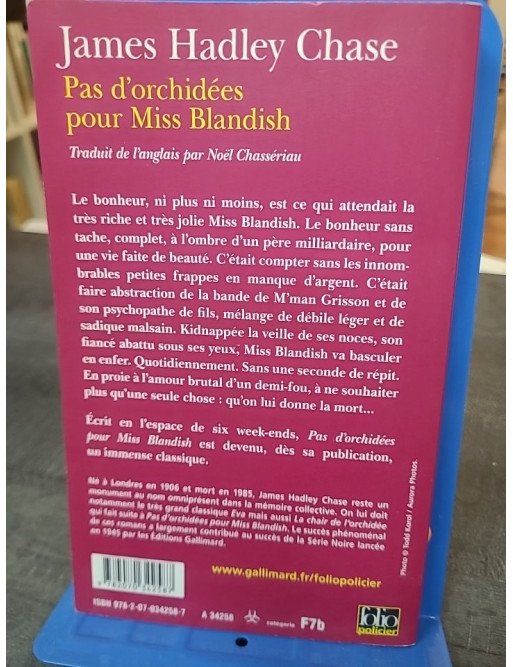 James Hadley Chase
Pas d'orchidées
pour Miss Blandish
Traduit de l'anglais par Noël Chassériau
Le bonheur, ni plus ni moins, est ce qui attendait la
très riche et très jolie Miss Blandish. Le bonheur sans
tache, complet, à l'ombre d'un père milliardaire, pour
une vie faite de beauté. C'était compter sans les innom-
brables petites frappes en manque d'argent. C'était
faire abstraction de la bande de M'man Grisson et de
son psychopathe de fils, mélange de débile léger et de
sadique malsain. Kidnappée la veille de ses noces, son
fiancé abattu sous ses yeux, Miss Blandish va basculer
en enfer. Quotidiennement. Sans une seconde de répit.
En proie à l'amour brutal d'un demi-fou, à ne souhaiter
plus qu'une seule chose : qu'on lui donne la mort...
Écrit en l'espace de six week-ends, Pas d'orchidées
pour Miss Blandish est devenu, dès sa publication,
un immense classique.
Né à Londres en 1906 et mort en 1985, James Hadley Chase reste un
monument au nom omniprésent dans la mémoire collective. On lui doit
notamment le très grand classique Eva mais aussi La chair de l'orchidée
qui fait suite à Pas d'orchidées pour Miss Blandish. Le succès phénoménal
de ces romans a largement contribué au succès de la Série Noire lancée
en 1945 par les Éditions Gallimard.
Photo © Todd Korol / Aurora Photos.
www.gallimard.fr/foliopolicier
9 782070 342587
ISBN 978-2-07-034258-7 A 34258 catégorie F7b
folio
policier